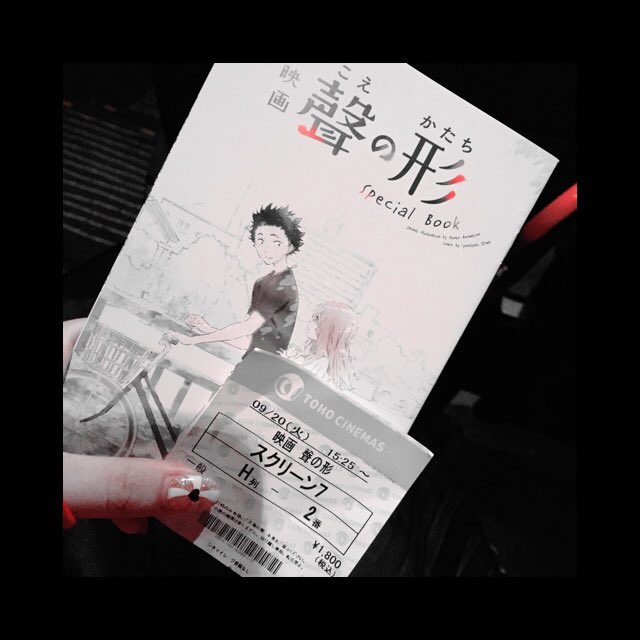 映画
聲の形
こえ かたち
Special Book
TOHO CINEMAS
09/20(火) 15:25～
映画 聲の形
スクリーン7
H列 - 2番
一般
¥1,800
(税込)